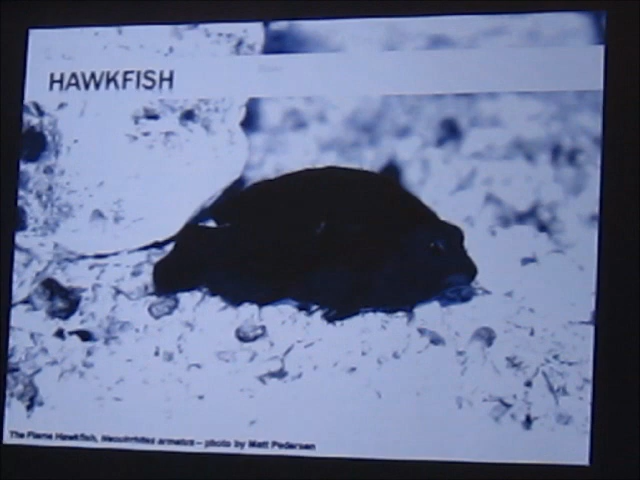 HAWKFISH
The Flame Hawkfish, Neocirrhites armatus – photo by Matt Pedersen